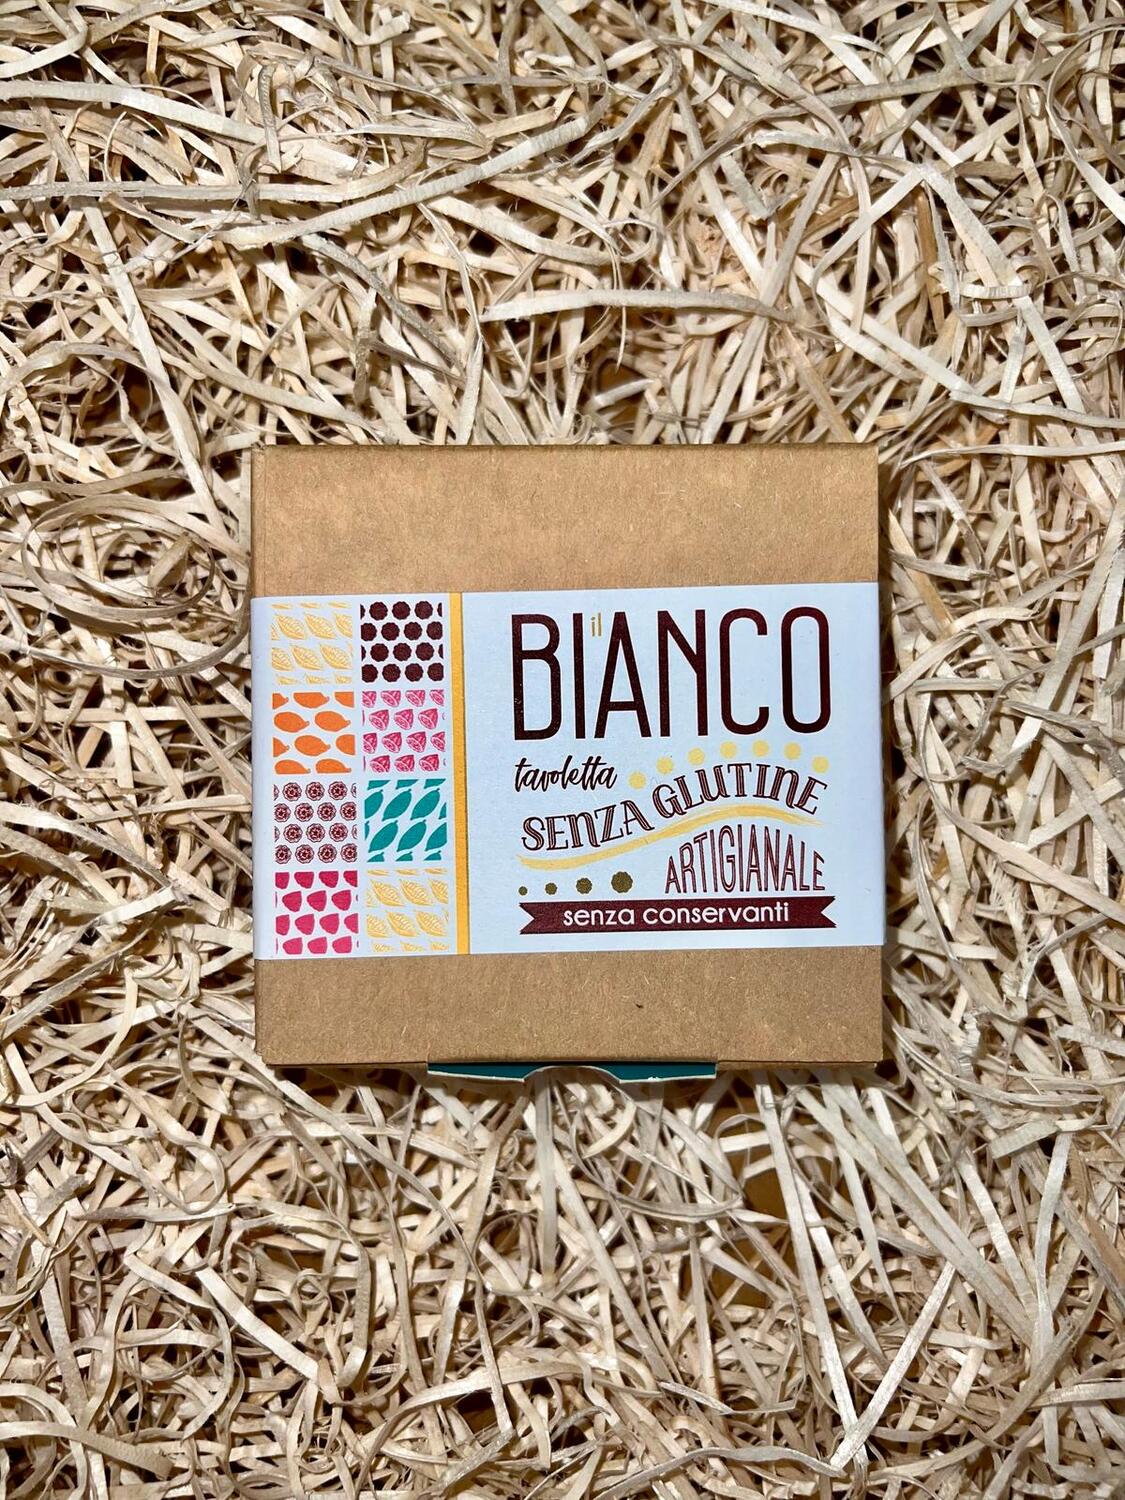 il
BIANCO
tavoletta
SENZA GLUTINE
ARTIGIANALE
senza conservanti